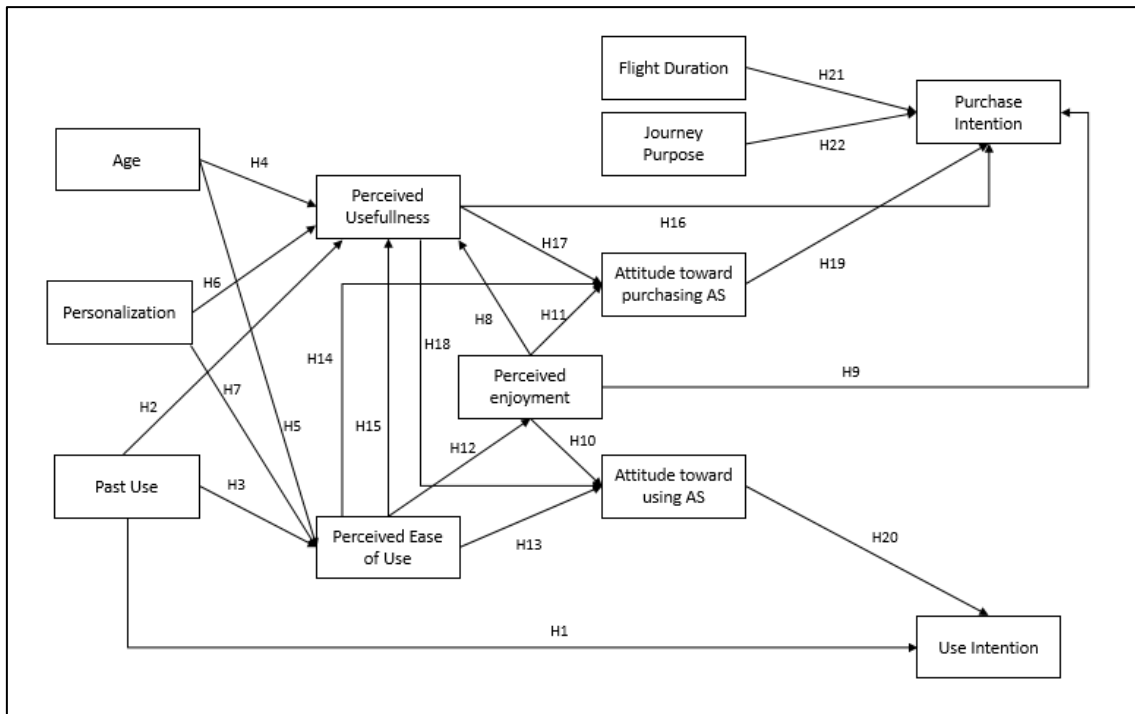 Flight Duration
H21
Purchase
Intention
Journey
Purpose
H22
Age
H4
Perceived
Usefullness
H16
H17
H6
Attitude toward
purchasing AS
H19
Personalization
H8
H11
H14
H18
Perceived
enjoyment
H9
H7
H2
H5
H15
H12
H10
Past Use
H3
Attitude toward
using AS
Perceived Ease
of Use
H13
H20
H1
Use Intention